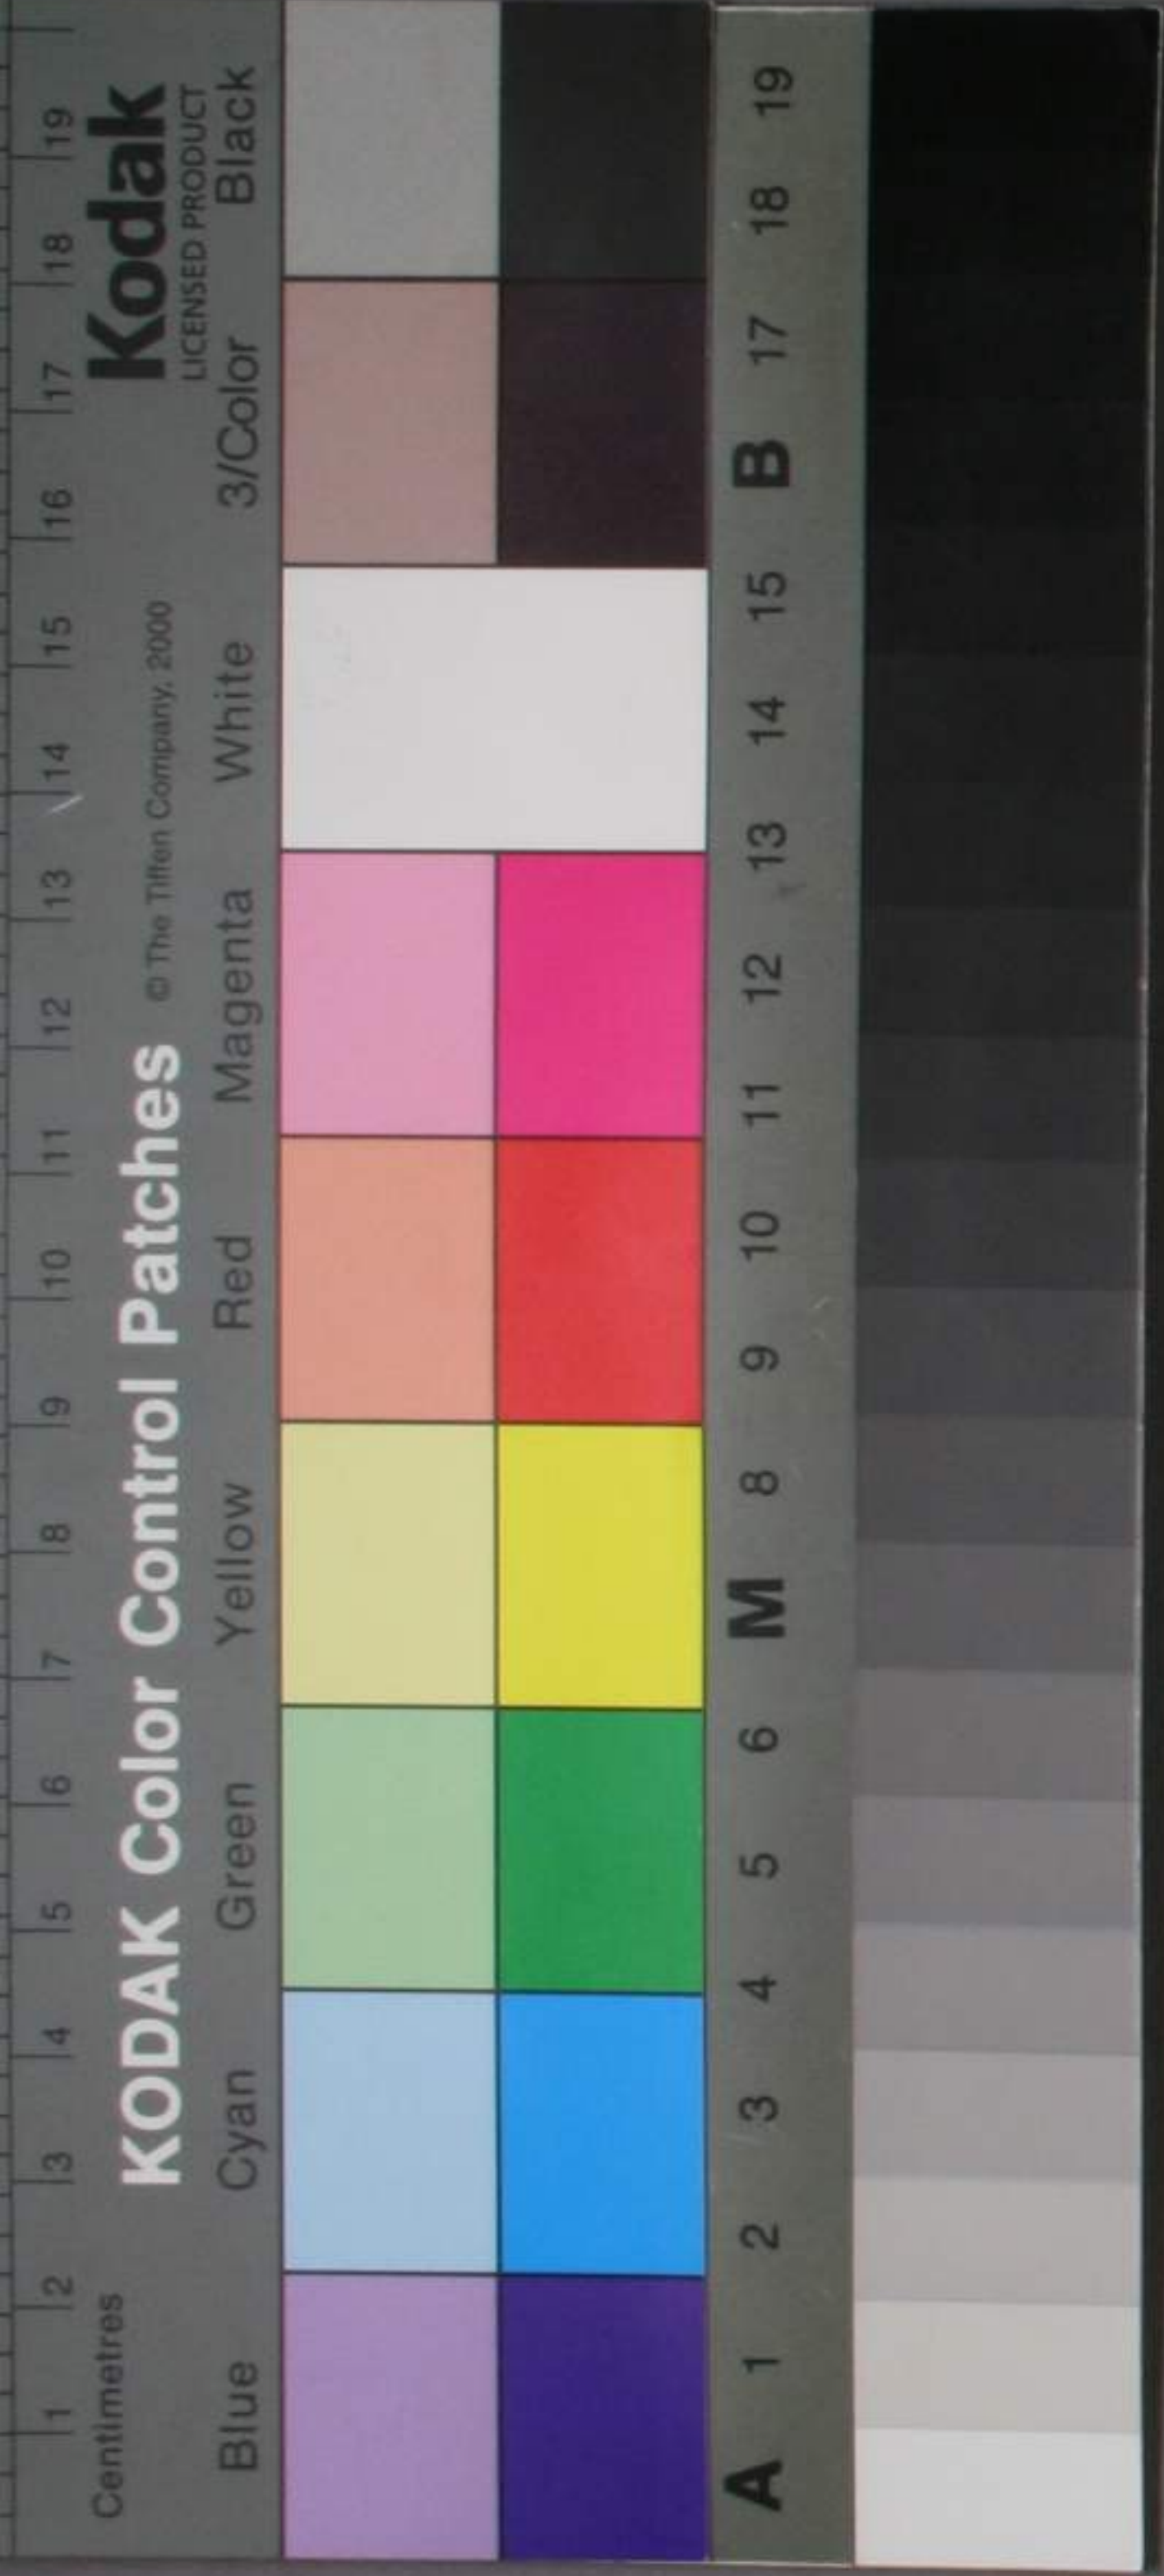 1 2 3 4 5 6 7 8 9 10 11 12 13 14 15 16 17 18 19
Centimetres
KODAK Color Control Patches © The Tiffen Company, 2000 Kodak
LICENSED PRODUCT
Blue Cyan Green Yellow Red Magenta White 3/Color Black
A 1 2 3 4 5 6 M 8 9 10 11 12 13 14 15 B 17 18 19